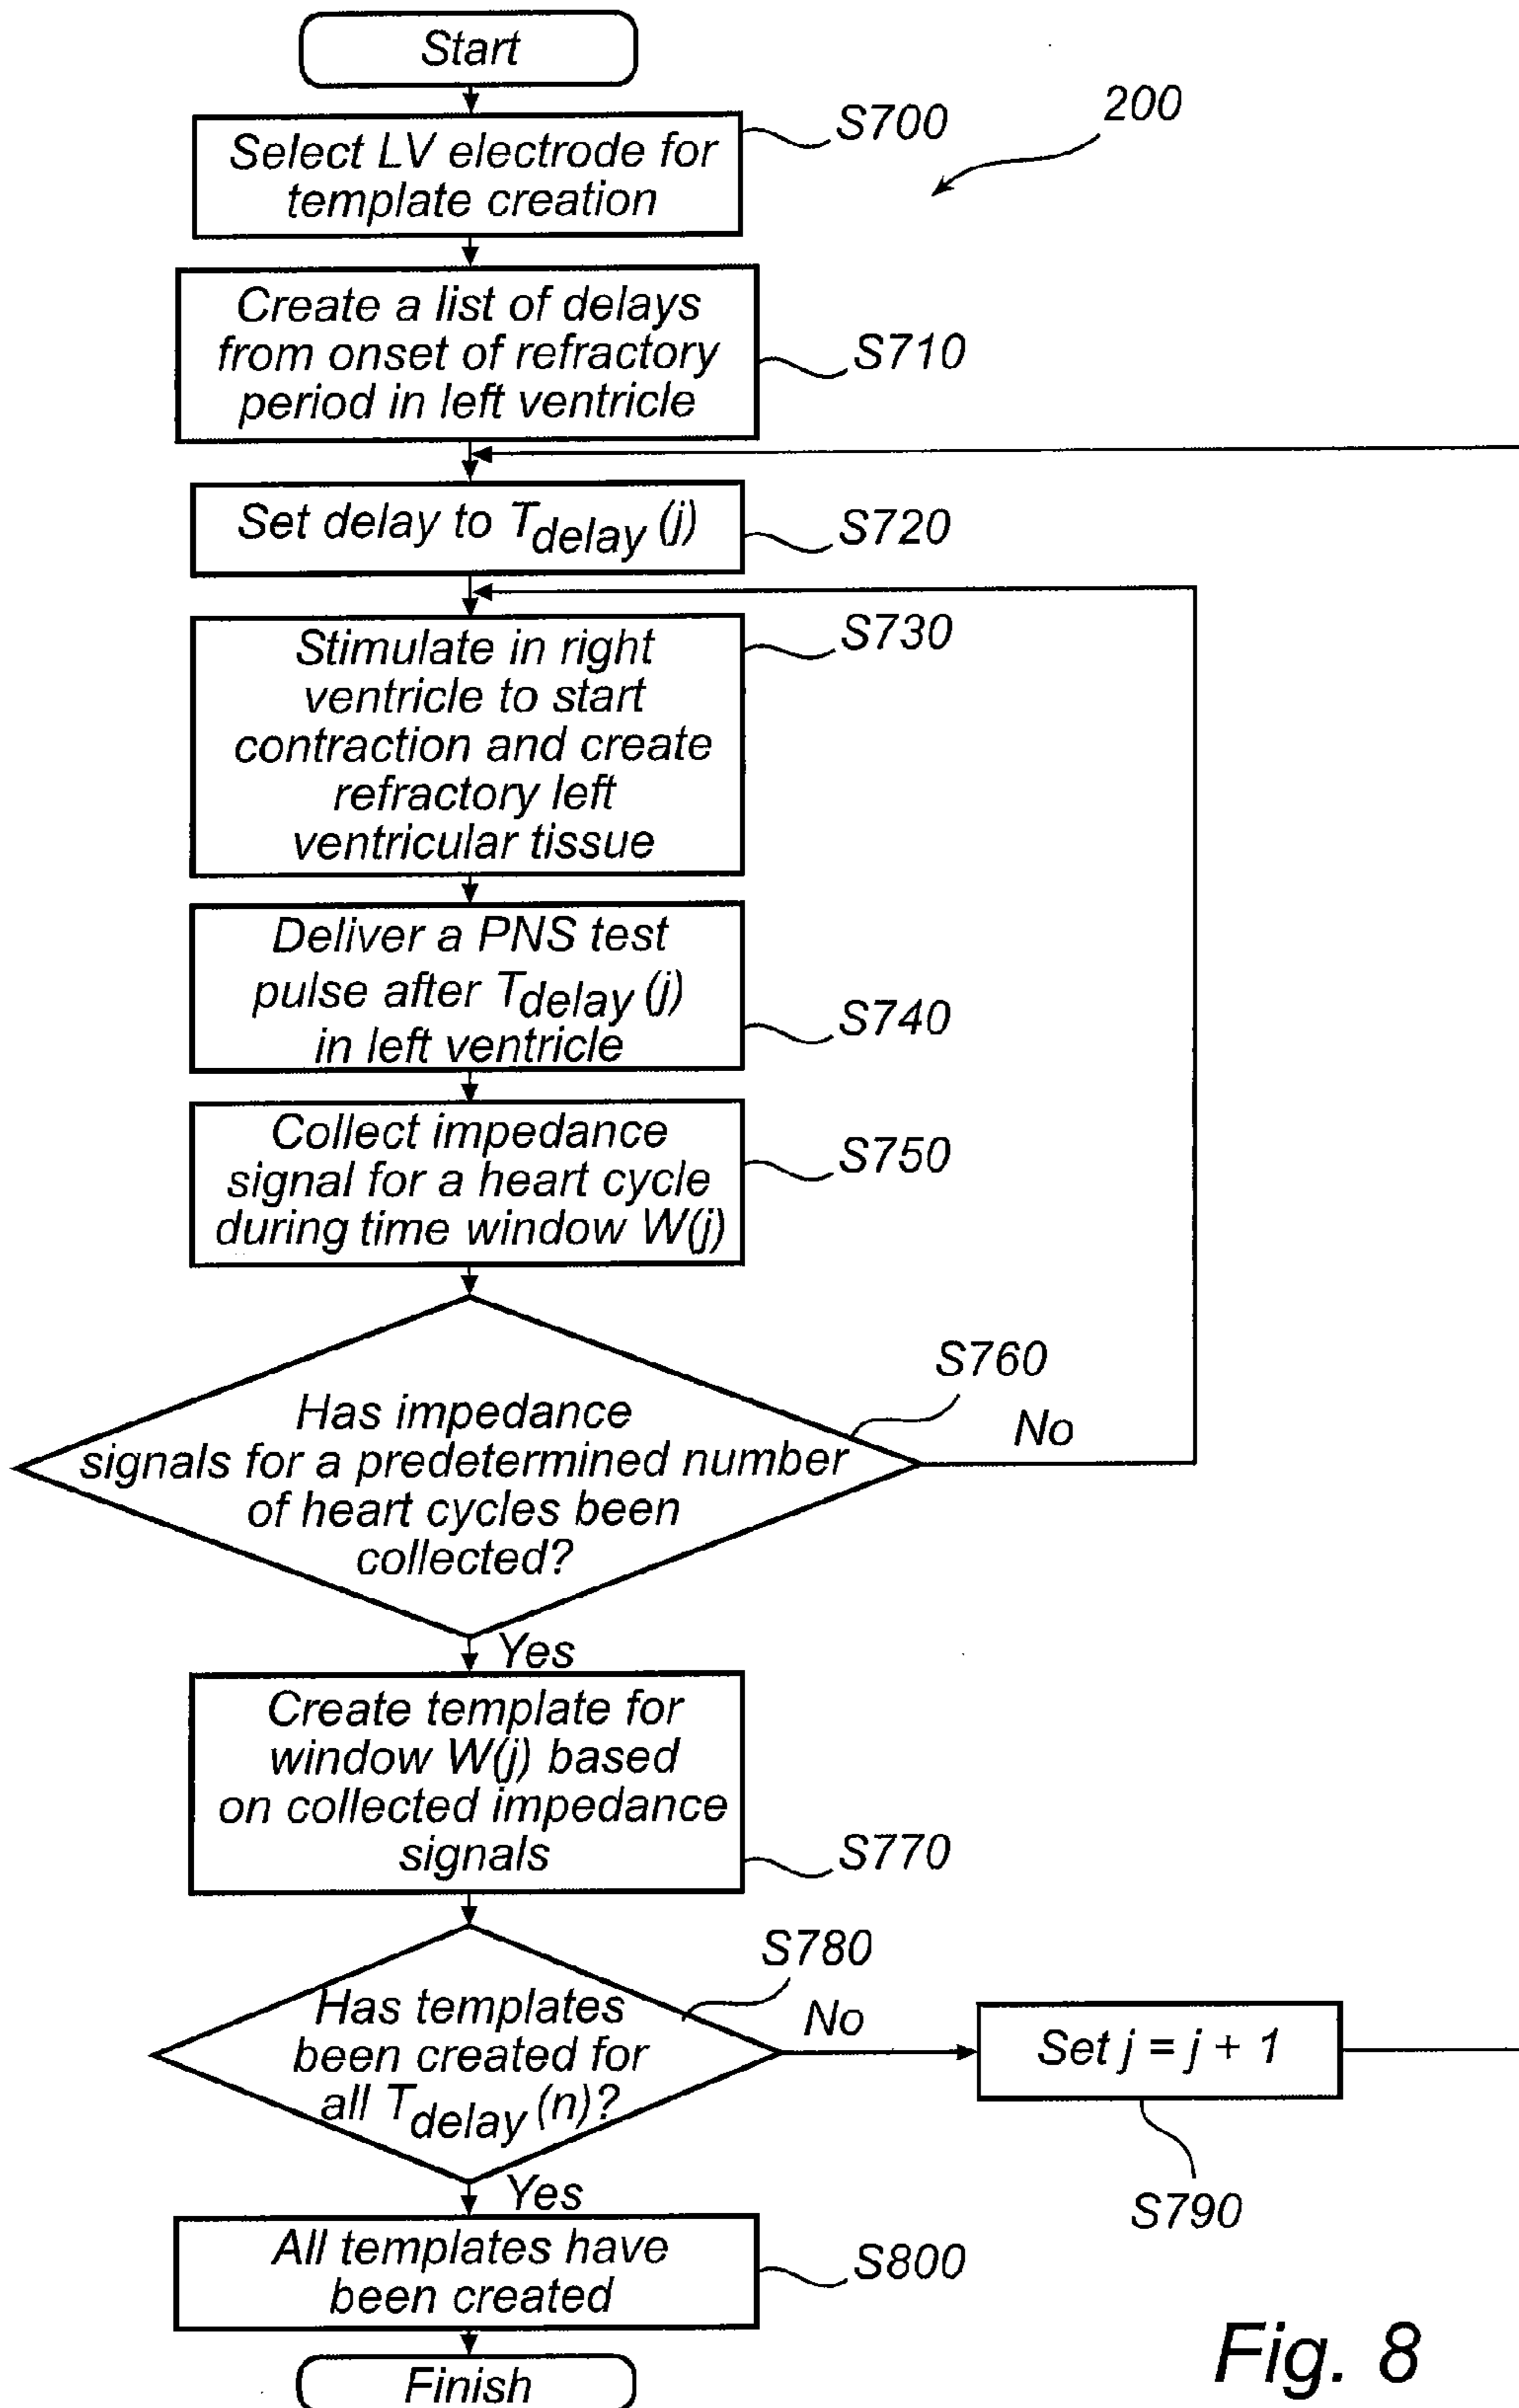 Start
200
S700
Select LV electrode for
template creation
Create a list of delays
from onset of refractory
period in left ventricle
S710
Set delay to Tdelay (j)
S720
S730
Stimulate in right
ventricle to start
contraction and create
refractory left
ventricular tissue
Deliver a PNS test
pulse after Tdelay (j)
in left ventricle
S740
Collect impedance
signal for a heart cycle
during time window W(j)
S750
S760
Has impedance
signals for a predetermined number
of heart cycles been
collected?
No
Yes
Create template for
window W(j) based
on collected impedance
signals
S770
S780
Has templates
been created for
all Tdelay (n)?
No
Set j = j + 1
S790
Yes
All templates have
been created
S800
Finish
Fig. 8